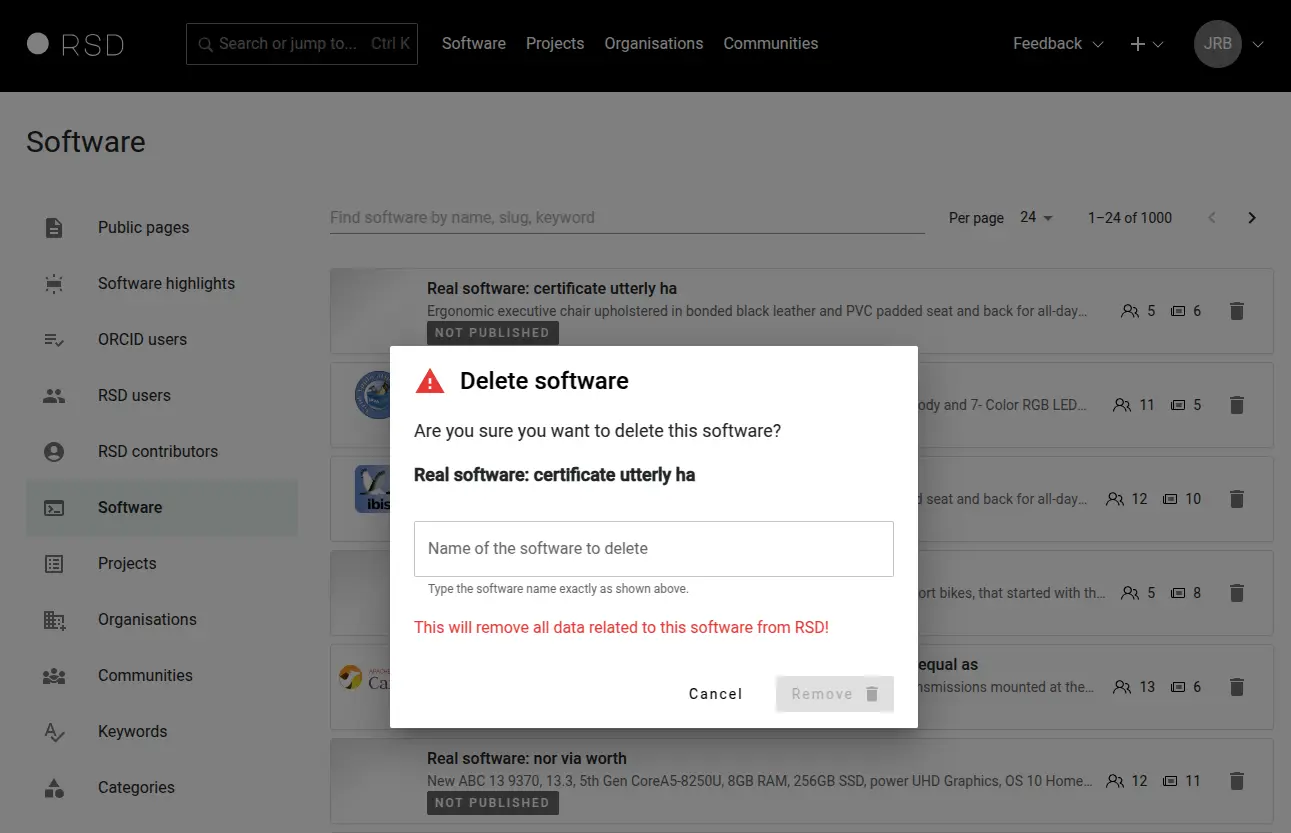 RSD
Search or jump to... Ctrl K
Software
Projects
Organisations
Communities
Feedback
JRB
Software
Public pages
Software highlights
ORCID users
RSD users
RSD contributors
Software
Projects
Organisations
Communities
Keywords
Categories
Find software by name, slug, keyword
Per page 24
1–24 of 1000
Real software: certificate utterly ha
Ergonomic executive chair upholstered in bonded black leather and PVC padded seat and back for all-day...
NOT PUBLISHED
5 6
ody and 7- Color RGB LED...
11 5
ibis
seat and back for all-day...
12 10
ort bikes, that started with th...
5 8
equal as
nsmissions mounted at the...
13 6
Real software: nor via worth
New ABC 13 9370, 13.3, 5th Gen CoreA5-8250U, 8GB RAM, 256GB SSD, power UHD Graphics, OS 10 Home...
NOT PUBLISHED
12 11
Delete software
Are you sure you want to delete this software?
Real software: certificate utterly ha
Name of the software to delete
Type the software name exactly as shown above.
This will remove all data related to this software from RSD!
Cancel
Remove